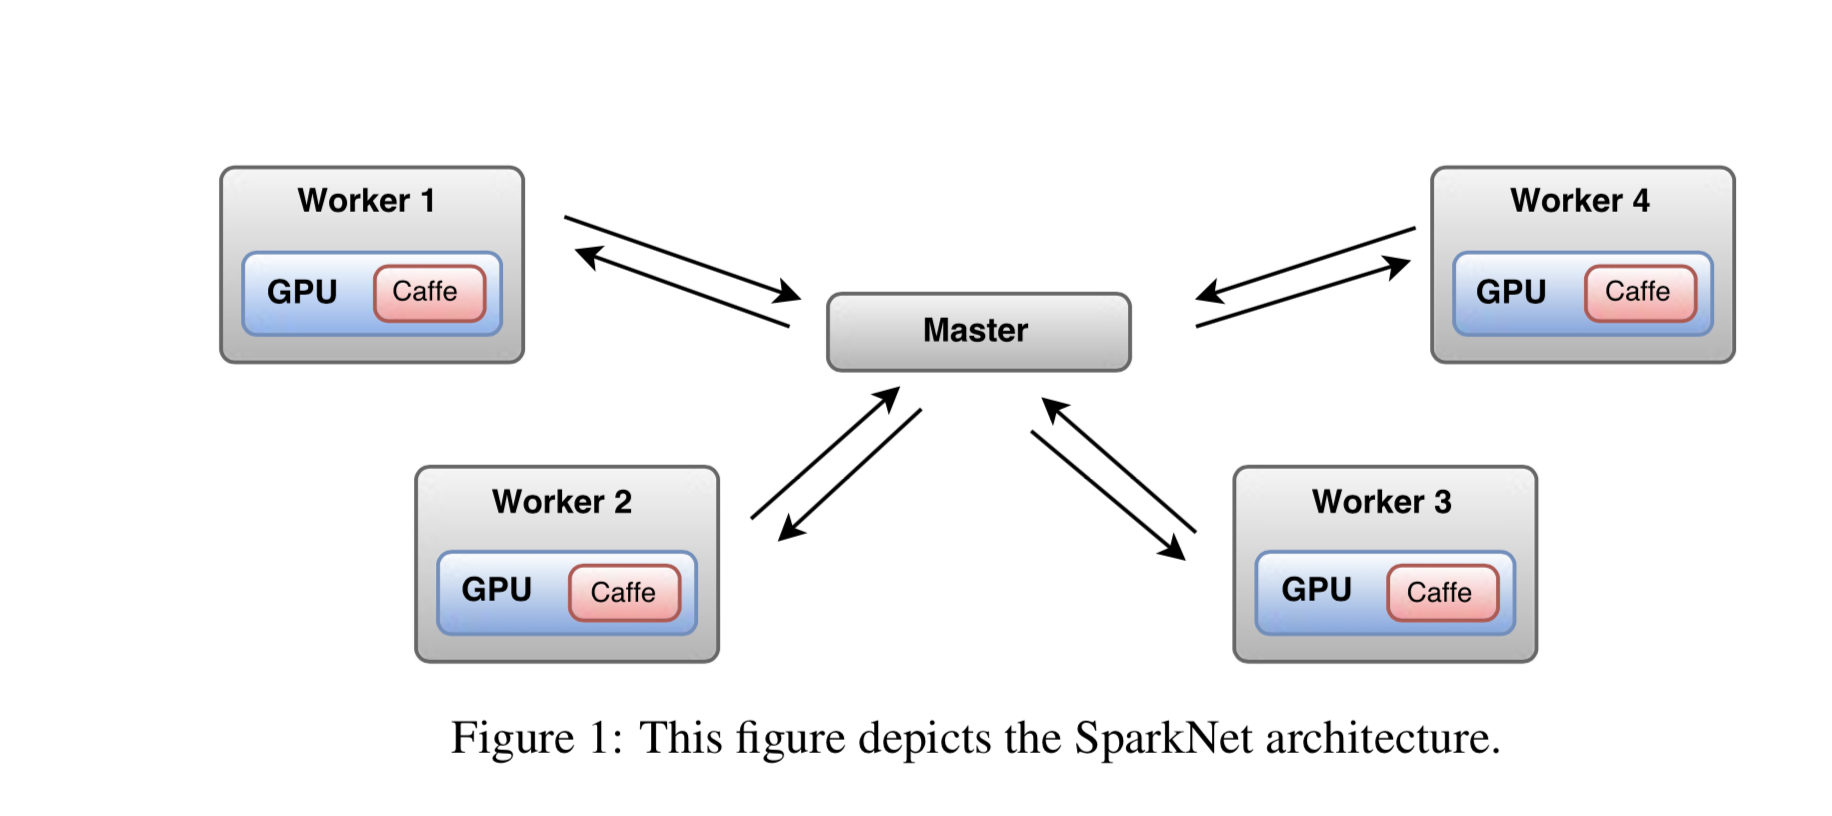 Worker 1
GPU
Caffe
Worker 4
GPU
Caffe
Master
Worker 2
GPU
Caffe
Worker 3
GPU
Caffe
Figure 1: This figure depicts the SparkNet architecture.